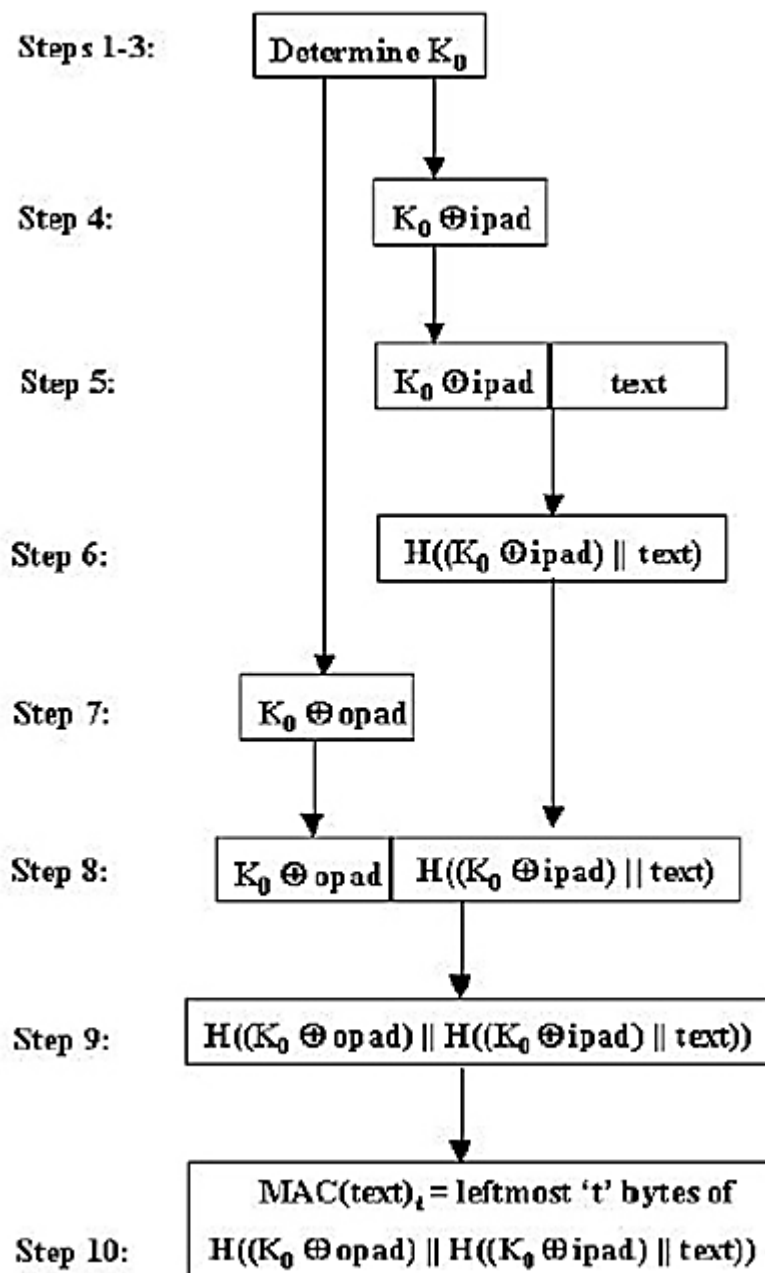 Steps 1-3: Determine K₀
Step 4: K₀ ⊕ipad
Step 5: K₀ ⊕ipad text
Step 6: H((K₀ ⊕ipad) || text)
Step 7: K₀ ⊕opad
Step 8: K₀ ⊕opad H((K₀ ⊕ipad) || text)
Step 9: H((K₀ ⊕opad) || H((K₀ ⊕ipad) || text))
MAC(text)ₜ = leftmost ‘t’ bytes of
Step 10: H((K₀ ⊕opad) || H((K₀ ⊕ipad) || text))